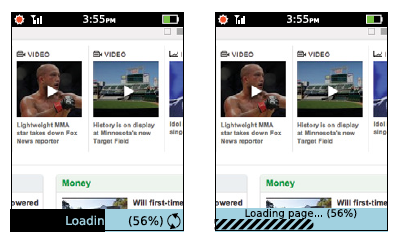 3:55PM
VIDEO
VIDEO
Lightweight MMA
star takes down Fox
News reporter
History is on display
at Minnesota's new
Target Field
Idol
sing
Money
owered
Will first-time
Loadin (56%)
3:55PM
VIDEO
VIDEO
Lightweight MMA
star takes down Fox
News reporter
History is on display
at Minnesota's new
Target Field
Idol
sing
Money
owered
Will first-time
Loading page... (56%)